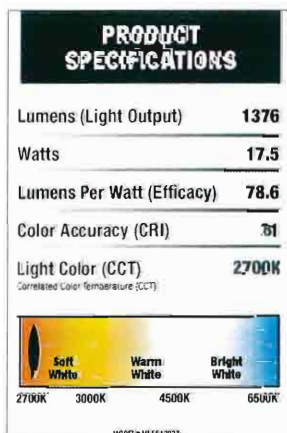 PRODUCT
SPECIFICATIONS
Lumens (Light Output) 1376
Watts 17.5
Lumens Per Watt (Efficacy) 78.6
Color Accuracy (CRI) 81
Light Color (CCT) 2700K
Correlated Color Temperature (CCT)
Soft White Warm White Bright White
2700K 3000K 4500K 6500K